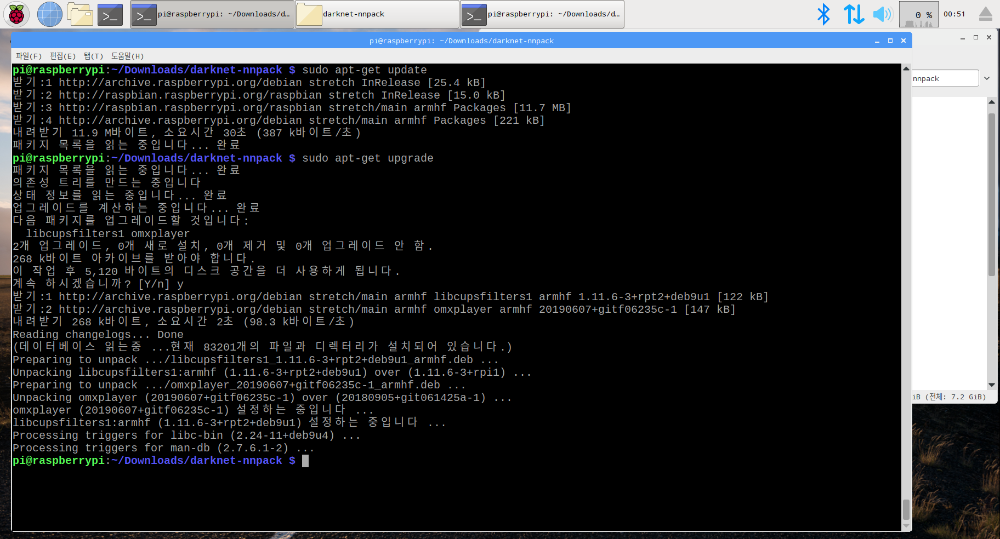 pi@raspberrypi: ~/Downloads/d...
darknet-nnpack
pi@raspberrypi: ~/Downloads/d...
0 %
00:51
pi@raspberrypi: ~/Downloads/darknet-nnpack
파일(F) 편집(E) 탭(T) 도움말(H)
pi@raspberrypi:~/Downloads/darknet-nnpack $ sudo apt-get update
받기:1 http://archive.raspberrypi.org/debian stretch InRelease [25.4 kB]
받기:2 http://raspbian.raspberrypi.org/raspbian stretch InRelease [15.0 kB]
받기:3 http://raspbian.raspberrypi.org/raspbian stretch/main armhf Packages [11.7 MB]
받기:4 http://archive.raspberrypi.org/debian stretch/main armhf Packages [221 kB]
내려받기 11.9 M바이트, 소요시간 30초 (387 k바이트/초)
패키지 목록을 읽는 중입니다... 완료
pi@raspberrypi:~/Downloads/darknet-nnpack $ sudo apt-get upgrade
패키지 목록을 읽는 중입니다... 완료
의존성 트리를 만드는 중입니다
상태 정보를 읽는 중입니다... 완료
업그레이드를 계산하는 중입니다... 완료
다음 패키지를 업그레이드할 것입니다:
libcupsfilters1 omxplayer
2개 업그레이드, 0개 새로 설치, 0개 제거 및 0개 업그레이드 안 함.
268 k바이트 아카이브를 받아야 합니다.
이 작업 후 5,120 바이트의 디스크 공간을 더 사용하게 됩니다.
계속 하시겠습니까? [Y/n] y
받기:1 http://archive.raspberrypi.org/debian stretch/main armhf libcupsfilters1 armhf 1.11.6-3+rpt2+deb9u1 [122 kB]
받기:2 http://archive.raspberrypi.org/debian stretch/main armhf omxplayer armhf 20190607+gitf06235c-1 [147 kB]
내려받기 268 k바이트, 소요시간 2초 (98.3 k바이트/초)
Reading changelogs... Done
(데이터베이스 읽는중 ...현재 83201개의 파일과 디렉터리가 설치되어 있습니다.)
Preparing to unpack .../libcupsfilters1_1.11.6-3+rpt2+deb9u1_armhf.deb ...
Unpacking libcupsfilters1:armhf (1.11.6-3+rpt2+deb9u1) over (1.11.6-3+rpi1) ...
Preparing to unpack .../omxplayer_20190607+gitf06235c-1_armhf.deb ...
Unpacking omxplayer (20190607+gitf06235c-1) over (20180905+git061425a-1) ...
omxplayer (20190607+gitf06235c-1) 설정하는 중입니다 ...
libcupsfilters1:armhf (1.11.6-3+rpt2+deb9u1) 설정하는 중입니다 ...
Processing triggers for libc-bin (2.24-11+deb9u4) ...
Processing triggers for man-db (2.7.6.1-2) ...
pi@raspberrypi:~/Downloads/darknet-nnpack $
nnpack
iB (전체: 7.2 GiB)